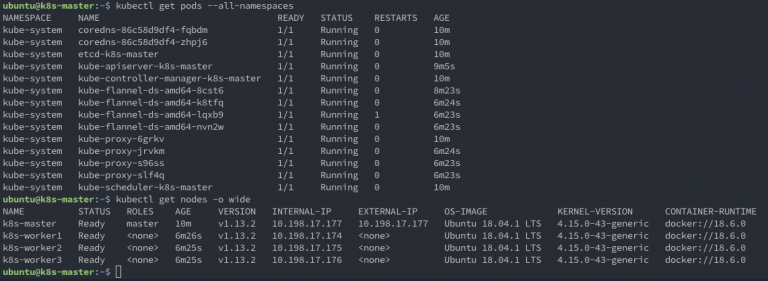 ubuntu@k8s-master:~$ kubectl get pods --all-namespaces
NAMESPACE NAME READY STATUS RESTARTS AGE
kube-system coredns-86c58d9df4-fqbdm 1/1 Running 0 10m
kube-system coredns-86c58d9df4-zhpj6 1/1 Running 0 10m
kube-system etcd-k8s-master 1/1 Running 0 10m
kube-system kube-apiserver-k8s-master 1/1 Running 0 9m5s
kube-system kube-controller-manager-k8s-master 1/1 Running 0 10m
kube-system kube-flannel-ds-amd64-8cst6 1/1 Running 0 8m23s
kube-system kube-flannel-ds-amd64-k8tfq 1/1 Running 0 6m24s
kube-system kube-flannel-ds-amd64-lqxb9 1/1 Running 1 6m23s
kube-system kube-flannel-ds-amd64-nvn2w 1/1 Running 0 6m23s
kube-system kube-proxy-6grkv 1/1 Running 0 10m
kube-system kube-proxy-jrvkm 1/1 Running 0 6m24s
kube-system kube-proxy-s96ss 1/1 Running 0 6m23s
kube-system kube-proxy-slf4q 1/1 Running 0 6m23s
kube-system kube-scheduler-k8s-master 1/1 Running 0 10m
ubuntu@k8s-master:~$ kubectl get nodes -o wide
NAME STATUS ROLES AGE VERSION INTERNAL-IP EXTERNAL-IP OS-IMAGE KERNEL-VERSION CONTAINER-RUNTIME
k8s-master Ready master 10m v1.13.2 10.198.17.177 10.198.17.177 Ubuntu 18.04.1 LTS 4.15.0-43-generic docker://18.6.0
k8s-worker1 Ready <none> 6m26s v1.13.2 10.198.17.174 <none> Ubuntu 18.04.1 LTS 4.15.0-43-generic docker://18.6.0
k8s-worker2 Ready <none> 6m25s v1.13.2 10.198.17.175 <none> Ubuntu 18.04.1 LTS 4.15.0-43-generic docker://18.6.0
k8s-worker3 Ready <none> 6m25s v1.13.2 10.198.17.176 <none> Ubuntu 18.04.1 LTS 4.15.0-43-generic docker://18.6.0
ubuntu@k8s-master:~$